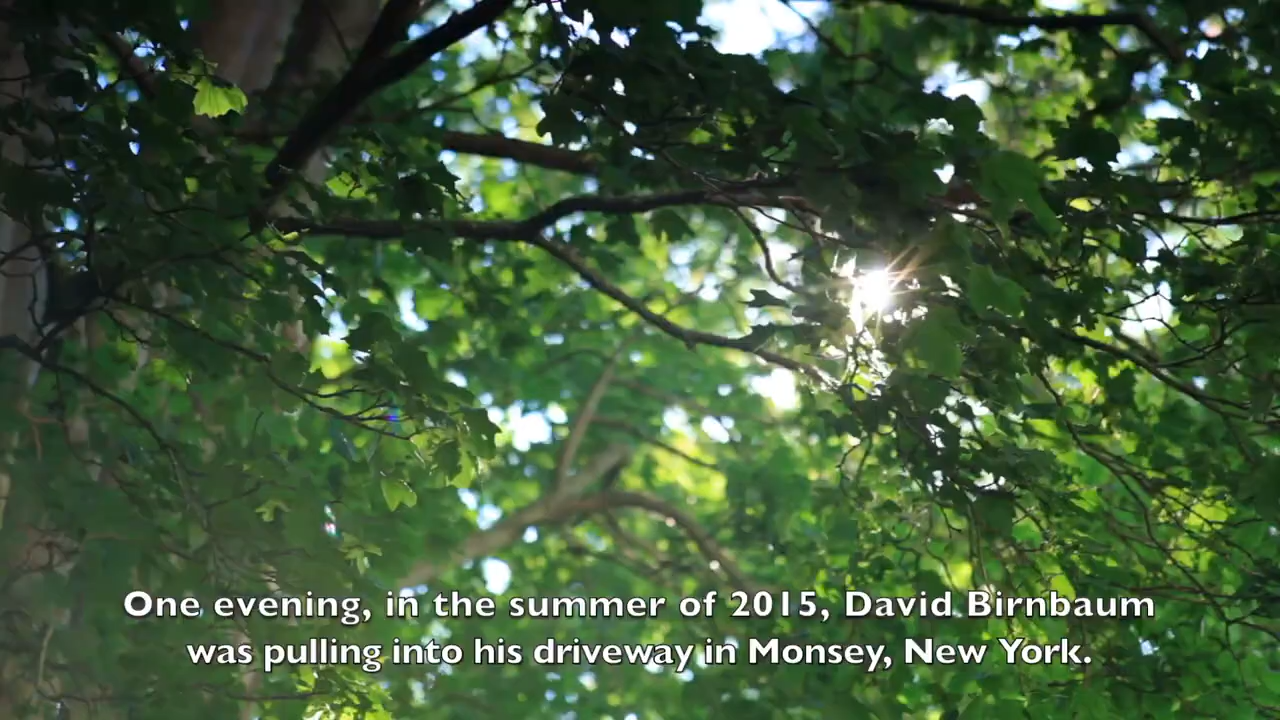 One evening, in the summer of 2015, David Birnbaum
was pulling into his driveway in Monsey, New York.